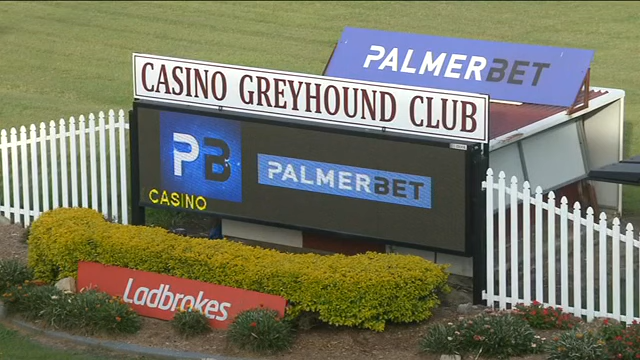 PALMERBET
CASINO GREYHOUND CLUB
PB
PALMERBET
CASINO
Ladbrokes